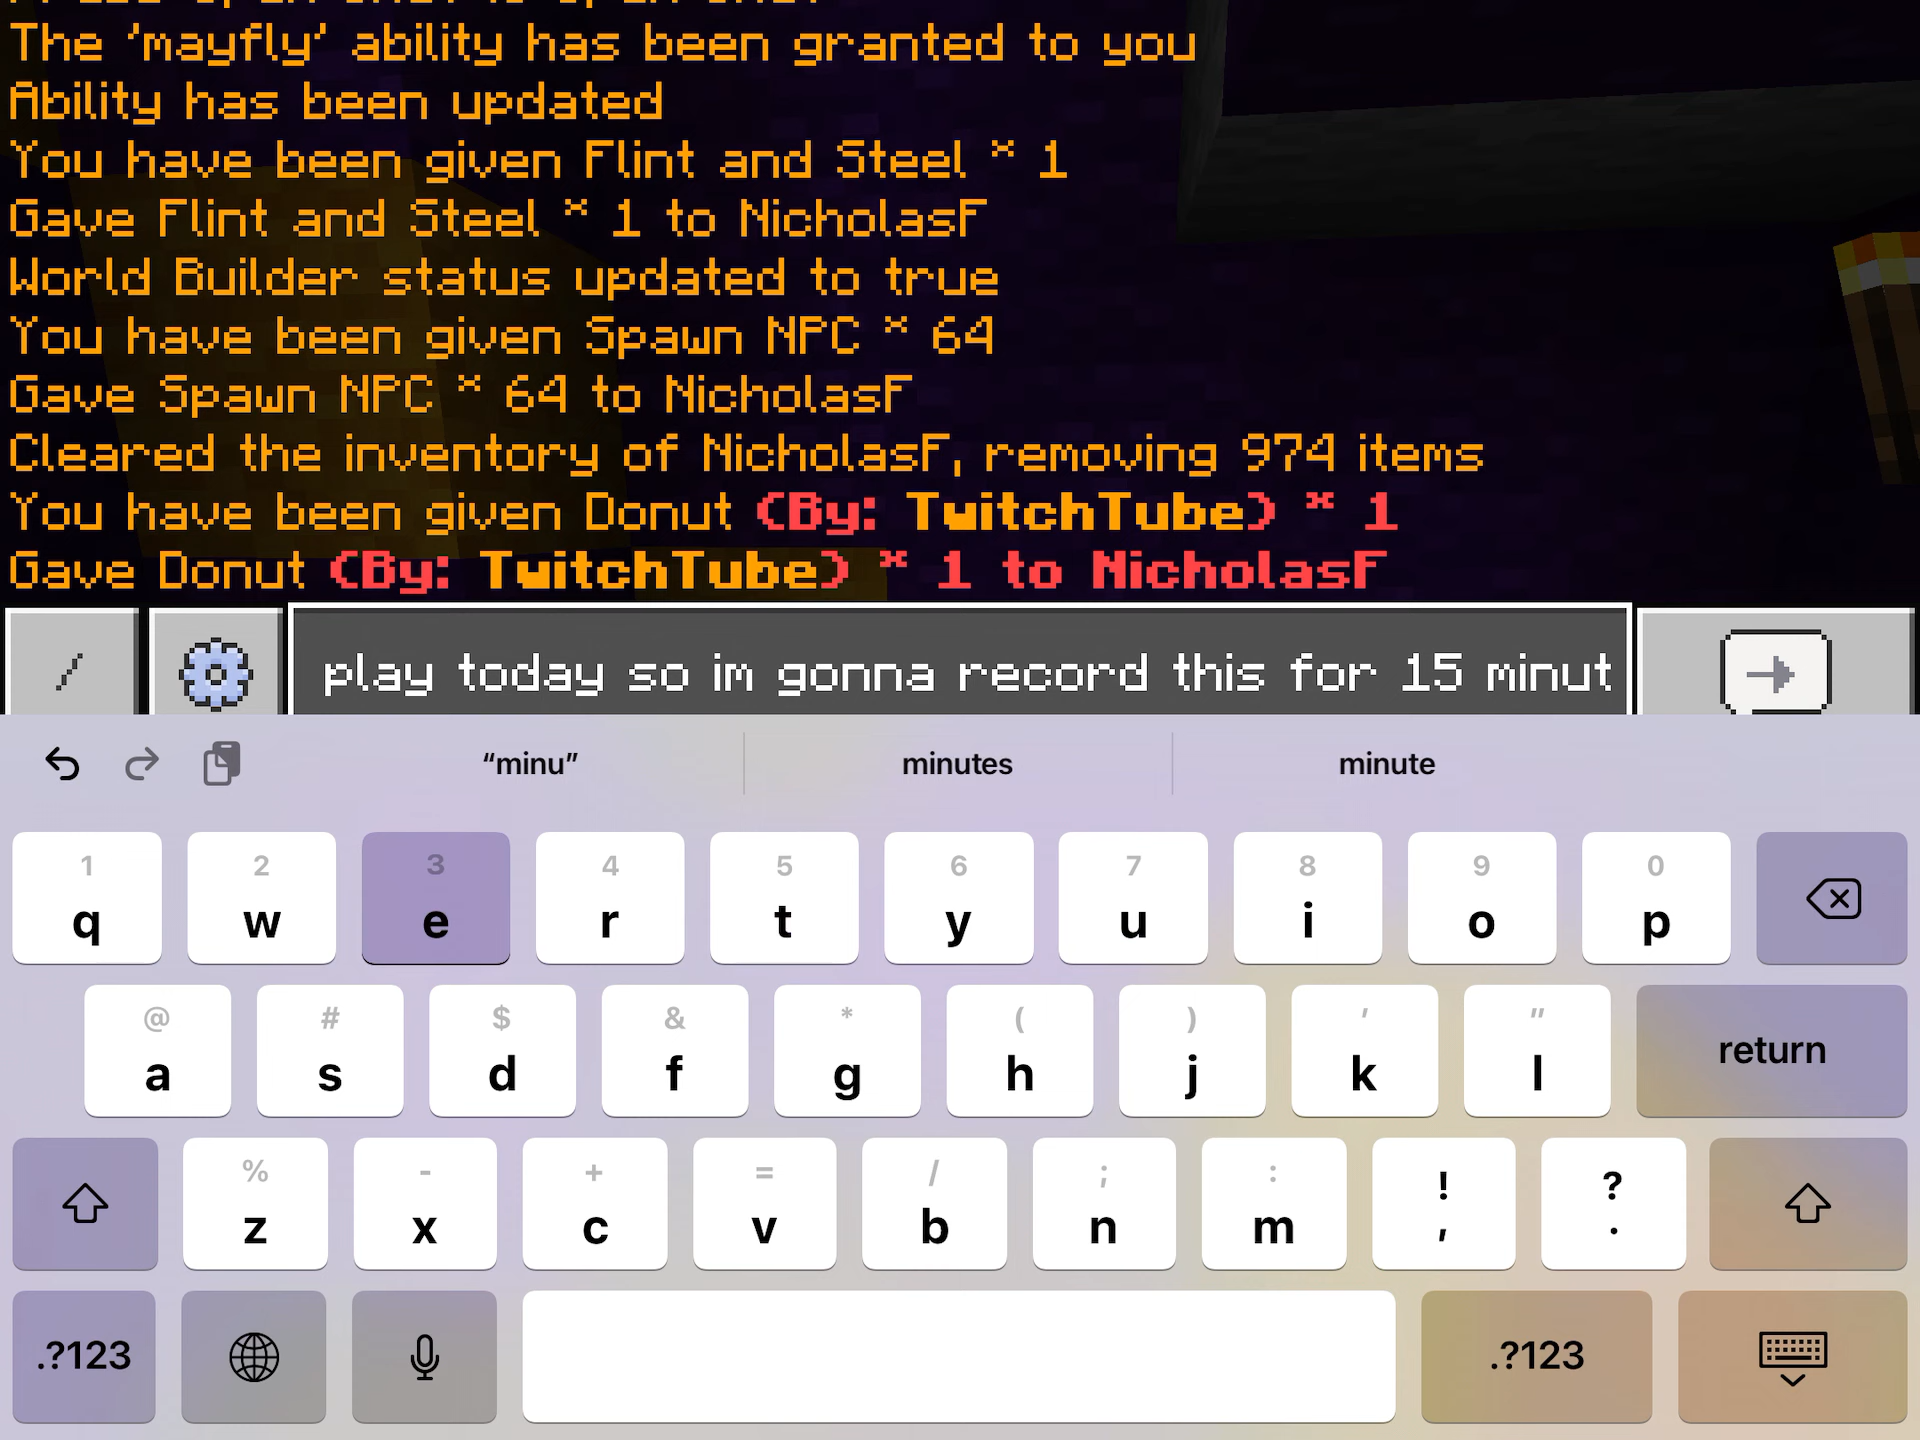 The 'mayfly' ability has been granted to you
Ability has been updated
You have been given Flint and Steel * 1
Gave Flint and Steel * 1 to NicholasF
World Builder status updated to true
You have been given Spawn NPC * 64
Gave Spawn NPC * 64 to NicholasF
Cleared the inventory of NicholasF, removing 974 items
You have been given Donut (By: TwitchTube) * 1
Gave Donut (By: TwitchTube) * 1 to NicholasF
/
play today so im gonna record this for 15 minut
“minu” minutes minute
1 2 3 4 5 6 7 8 9 0
q w e r t y u i o p
@ # $ & * ( ) ' "
a s d f g h j k l return
% - + = / ; : ! ?
z x c v b n m , .
.?123 .?123